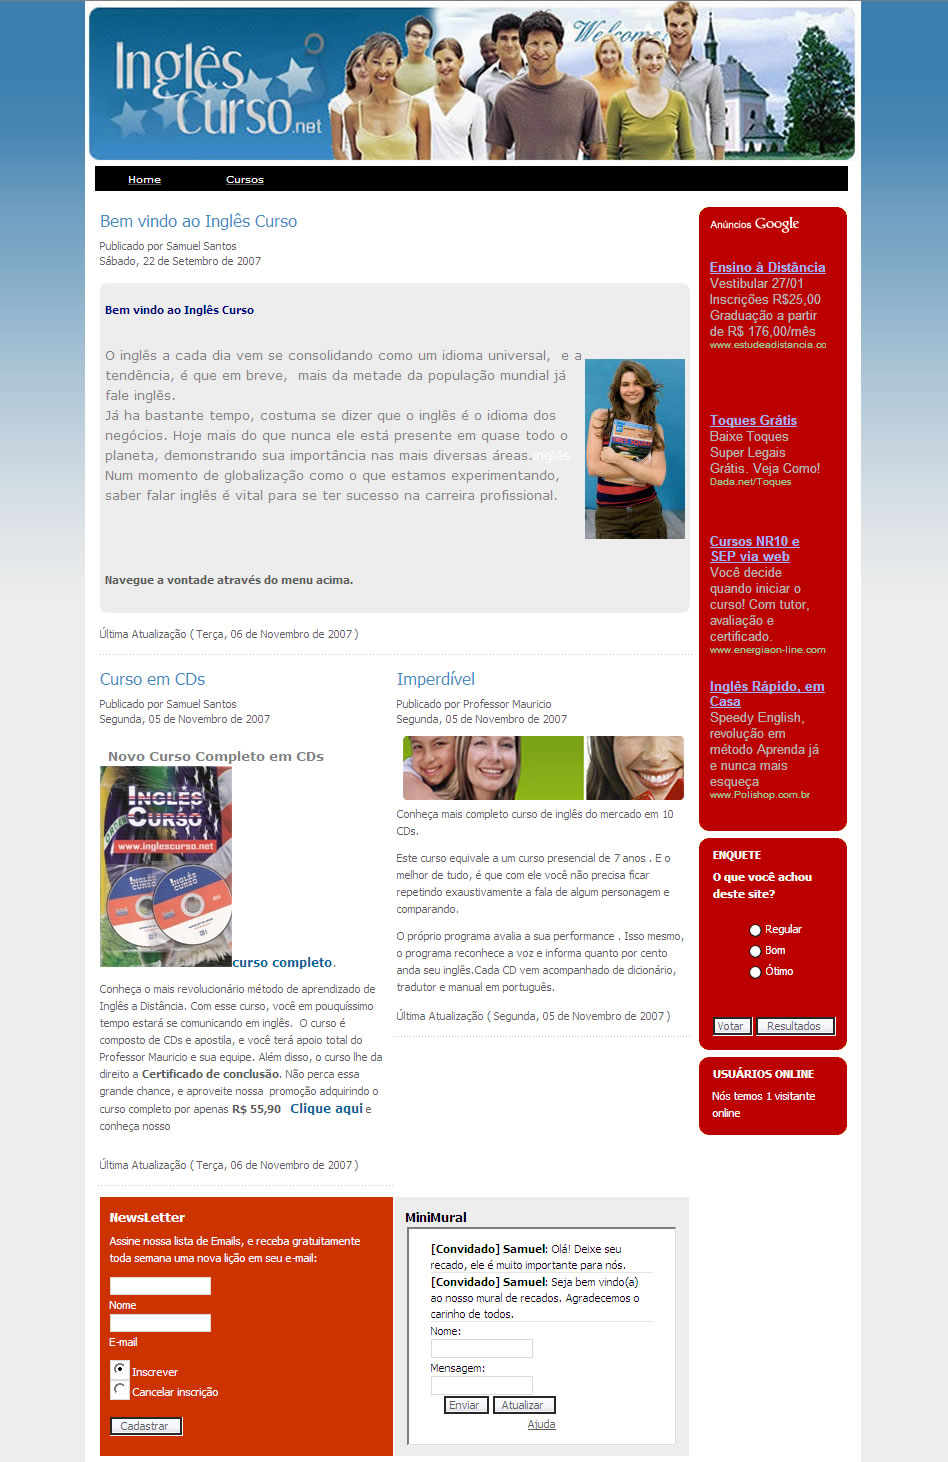 Inglês
Curso.net
Welcome!
Home
Cursos
Bem vindo ao Inglês Curso
Publicado por Samuel Santos
Sábado, 22 de Setembro de 2007
Bem vindo ao Inglês Curso
O inglês a cada dia vem se consolidando como um idioma universal, e a
tendência, é que em breve, mais da metade da população mundial já
fale inglês.
Já ha bastante tempo, costuma se dizer que o inglês é o idioma dos
negócios. Hoje mais do que nunca ele está presente em quase todo o
planeta, demonstrando sua importância nas mais diversas áreas.inglês
Num momento de globalização como o que estamos experimentando,
saber falar inglês é vital para se ter sucesso na carreira profissional.
Navegue a vontade através do menu acima.
Última Atualização ( Terça, 06 de Novembro de 2007 )
Curso em CDs
Publicado por Samuel Santos
Segunda, 05 de Novembro de 2007
Novo Curso Completo em CDs
INGLÊS
CURSO
www.inglescurso.net
curso completo.
Conheça o mais revolucionário método de aprendizado de
Inglês a Distância. Com esse curso, você em pouquíssimo
tempo estará se comunicando em inglês. O curso é
composto de CDs e apostila, e você terá apoio total do
Professor Mauricio e sua equipe. Além disso, o curso lhe da
direito a Certificado de conclusão. Não perca essa
grande chance, e aproveite nossa promoção adquirindo o
curso completo por apenas R$ 55,90 Clique aqui e
conheça nosso
Última Atualização ( Terça, 06 de Novembro de 2007 )
Imperdível
Publicado por Professor Mauricio
Segunda, 05 de Novembro de 2007
Conheça mais completo curso de inglês do mercado em 10
CDs.
Este curso equivale a um curso presencial de 7 anos . E o
melhor de tudo, é que com ele você não precisa ficar
repetindo exaustivamente a fala de algum personagem e
comparando.
O próprio programa avalia a sua performance . Isso mesmo,
o programa reconhece a voz e informa quanto por cento
anda seu inglês.Cada CD vem acompanhado de dicionário,
tradutor e manual em português.
Última Atualização ( Segunda, 05 de Novembro de 2007 )
NewsLetter
Assine nossa lista de Emails, e receba gratuitamente
toda semana uma nova lição em seu e-mail:
Nome
E-mail
Inscrever
Cancelar inscrição
Cadastrar
MiniMural
[Convidado] Samuel: Olá! Deixe seu
recado, ele é muito importante para nós.
[Convidado] Samuel: Seja bem vindo(a)
ao nosso mural de recados. Agradecemos o
carinho de todos.
Nome:
Mensagem:
Enviar Atualizar
Ajuda
Anúncios Google
Ensino à Distância
Vestibular 27/01
Inscrições R$25,00
Graduação a partir
de R$ 176,00/mês
www.estudeadistancia.cc
Toques Grátis
Baixe Toques
Super Legais
Grátis. Veja Como!
Dada.net/Toques
Cursos NR10 e
SEP via web
Você decide
quando iniciar o
curso! Com tutor,
avaliação e
certificado.
www.energiaon-line.com
Inglês Rápido, em
Casa
Speedy English,
revolução em
método Aprenda já
e nunca mais
esqueça
www.Polishop.com.br
ENQUETE
O que você achou
deste site?
Regular
Bom
Ótimo
Votar Resultados
USUÁRIOS ONLINE
Nós temos 1 visitante
online